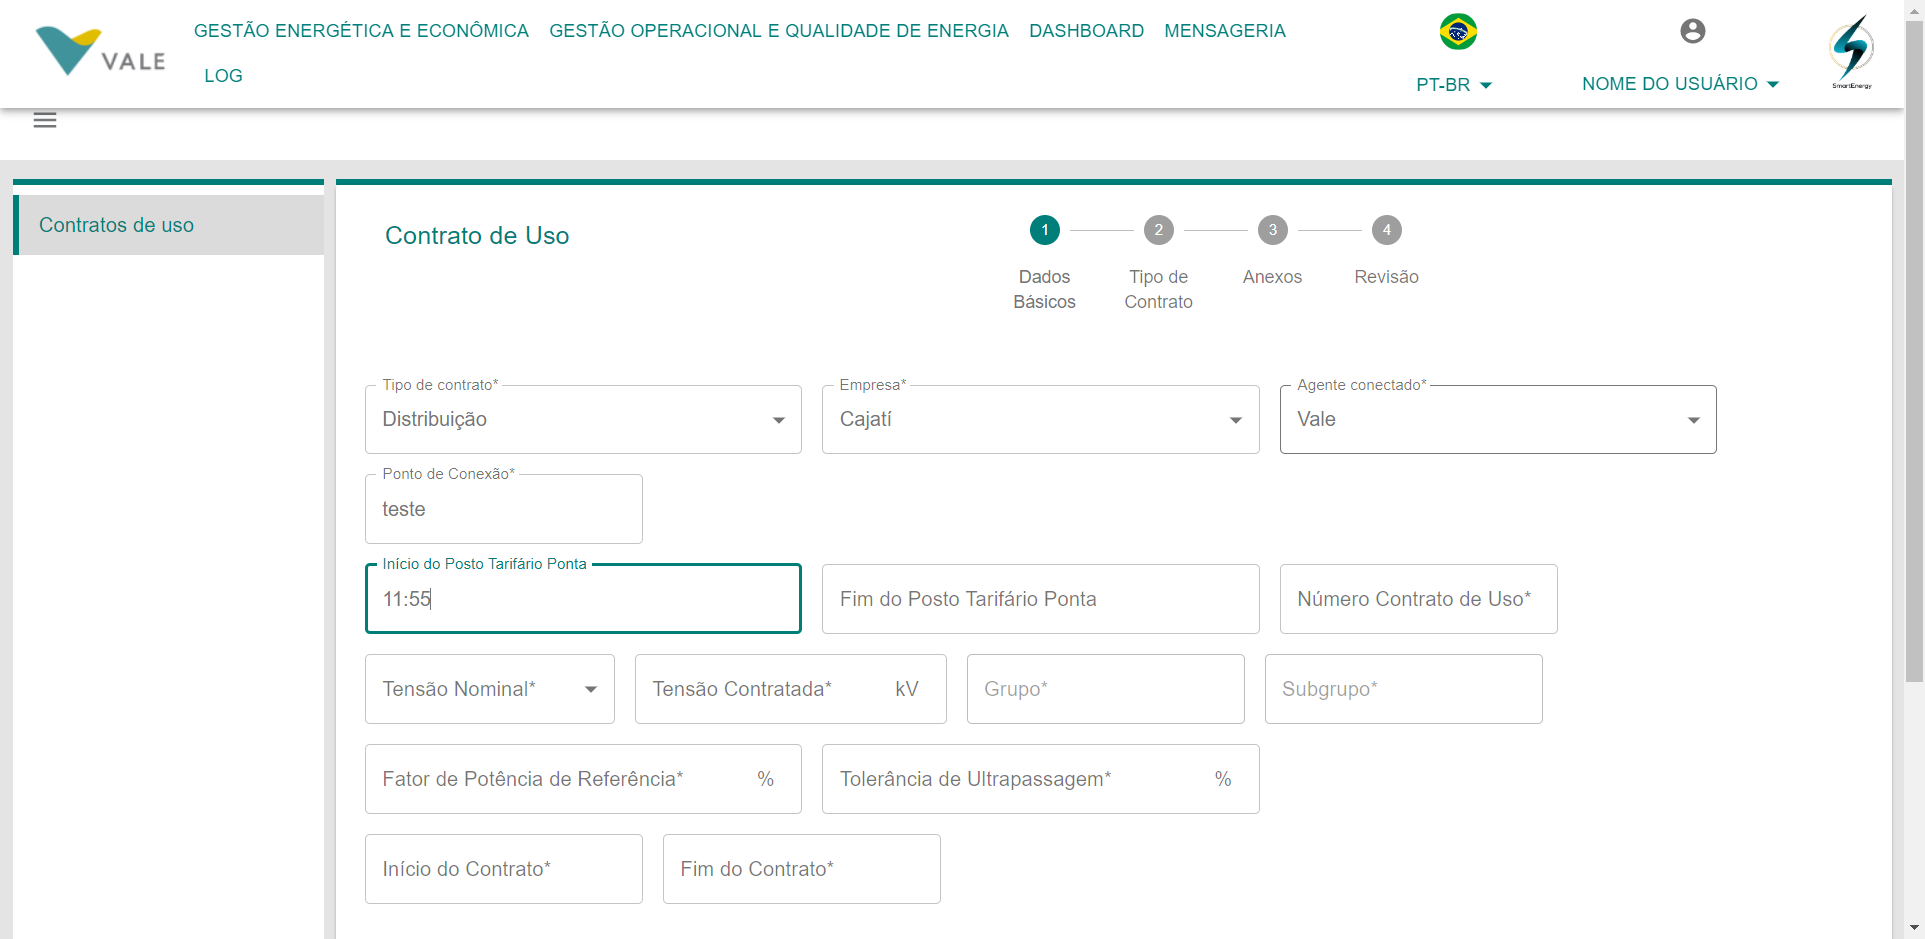 VALE
GESTÃO ENERGÉTICA E ECONÔMICA
GESTÃO OPERACIONAL E QUALIDADE DE ENERGIA
DASHBOARD
MENSAGERIA
LOG
PT-BR
NOME DO USUÁRIO
SmartEnergy
Contratos de uso
Contrato de Uso
1
2
3
4
Dados
Básicos
Tipo de
Contrato
Anexos
Revisão
Tipo de contrato*
Distribuição
Empresa*
Cajatí
Agente conectado*
Vale
Ponto de Conexão*
teste
Início do Posto Tarifário Ponta
11:55
Fim do Posto Tarifário Ponta
Número Contrato de Uso*
Tensão Nominal*
Tensão Contratada*
kV
Grupo*
Subgrupo*
Fator de Potência de Referência*
%
Tolerância de Ultrapassagem*
%
Início do Contrato*
Fim do Contrato*